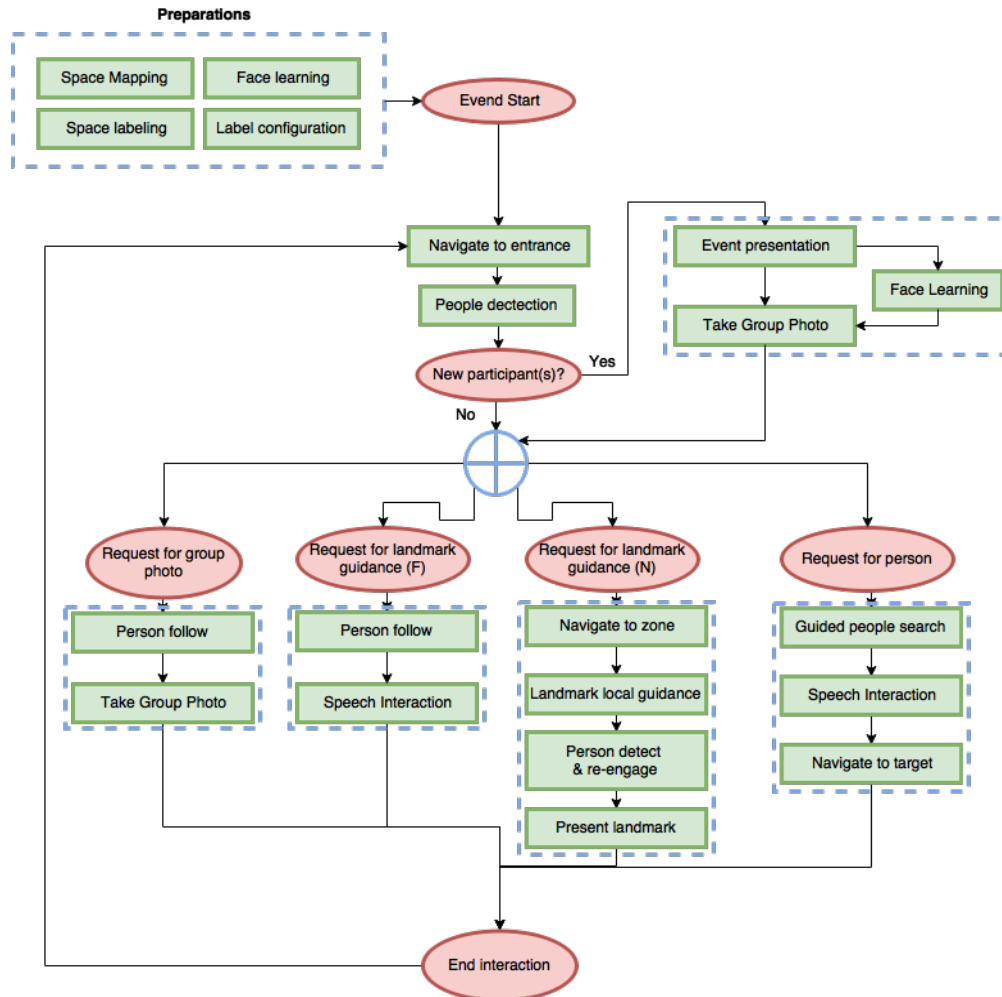 Preparations
Space Mapping
Face learning
Space labeling
Label configuration
Evend Start
Navigate to entrance
Event presentation
Face Learning
People dectection
Take Group Photo
New participant(s)?
Yes
No
Request for group
photo
Request for landmark
guidance (F)
Request for landmark
guidance (N)
Request for person
Person follow
Take Group Photo
Person follow
Speech Interaction
Navigate to zone
Landmark local guidance
Person detect
& re-engage
Present landmark
Guided people search
Speech Interaction
Navigate to target
End interaction